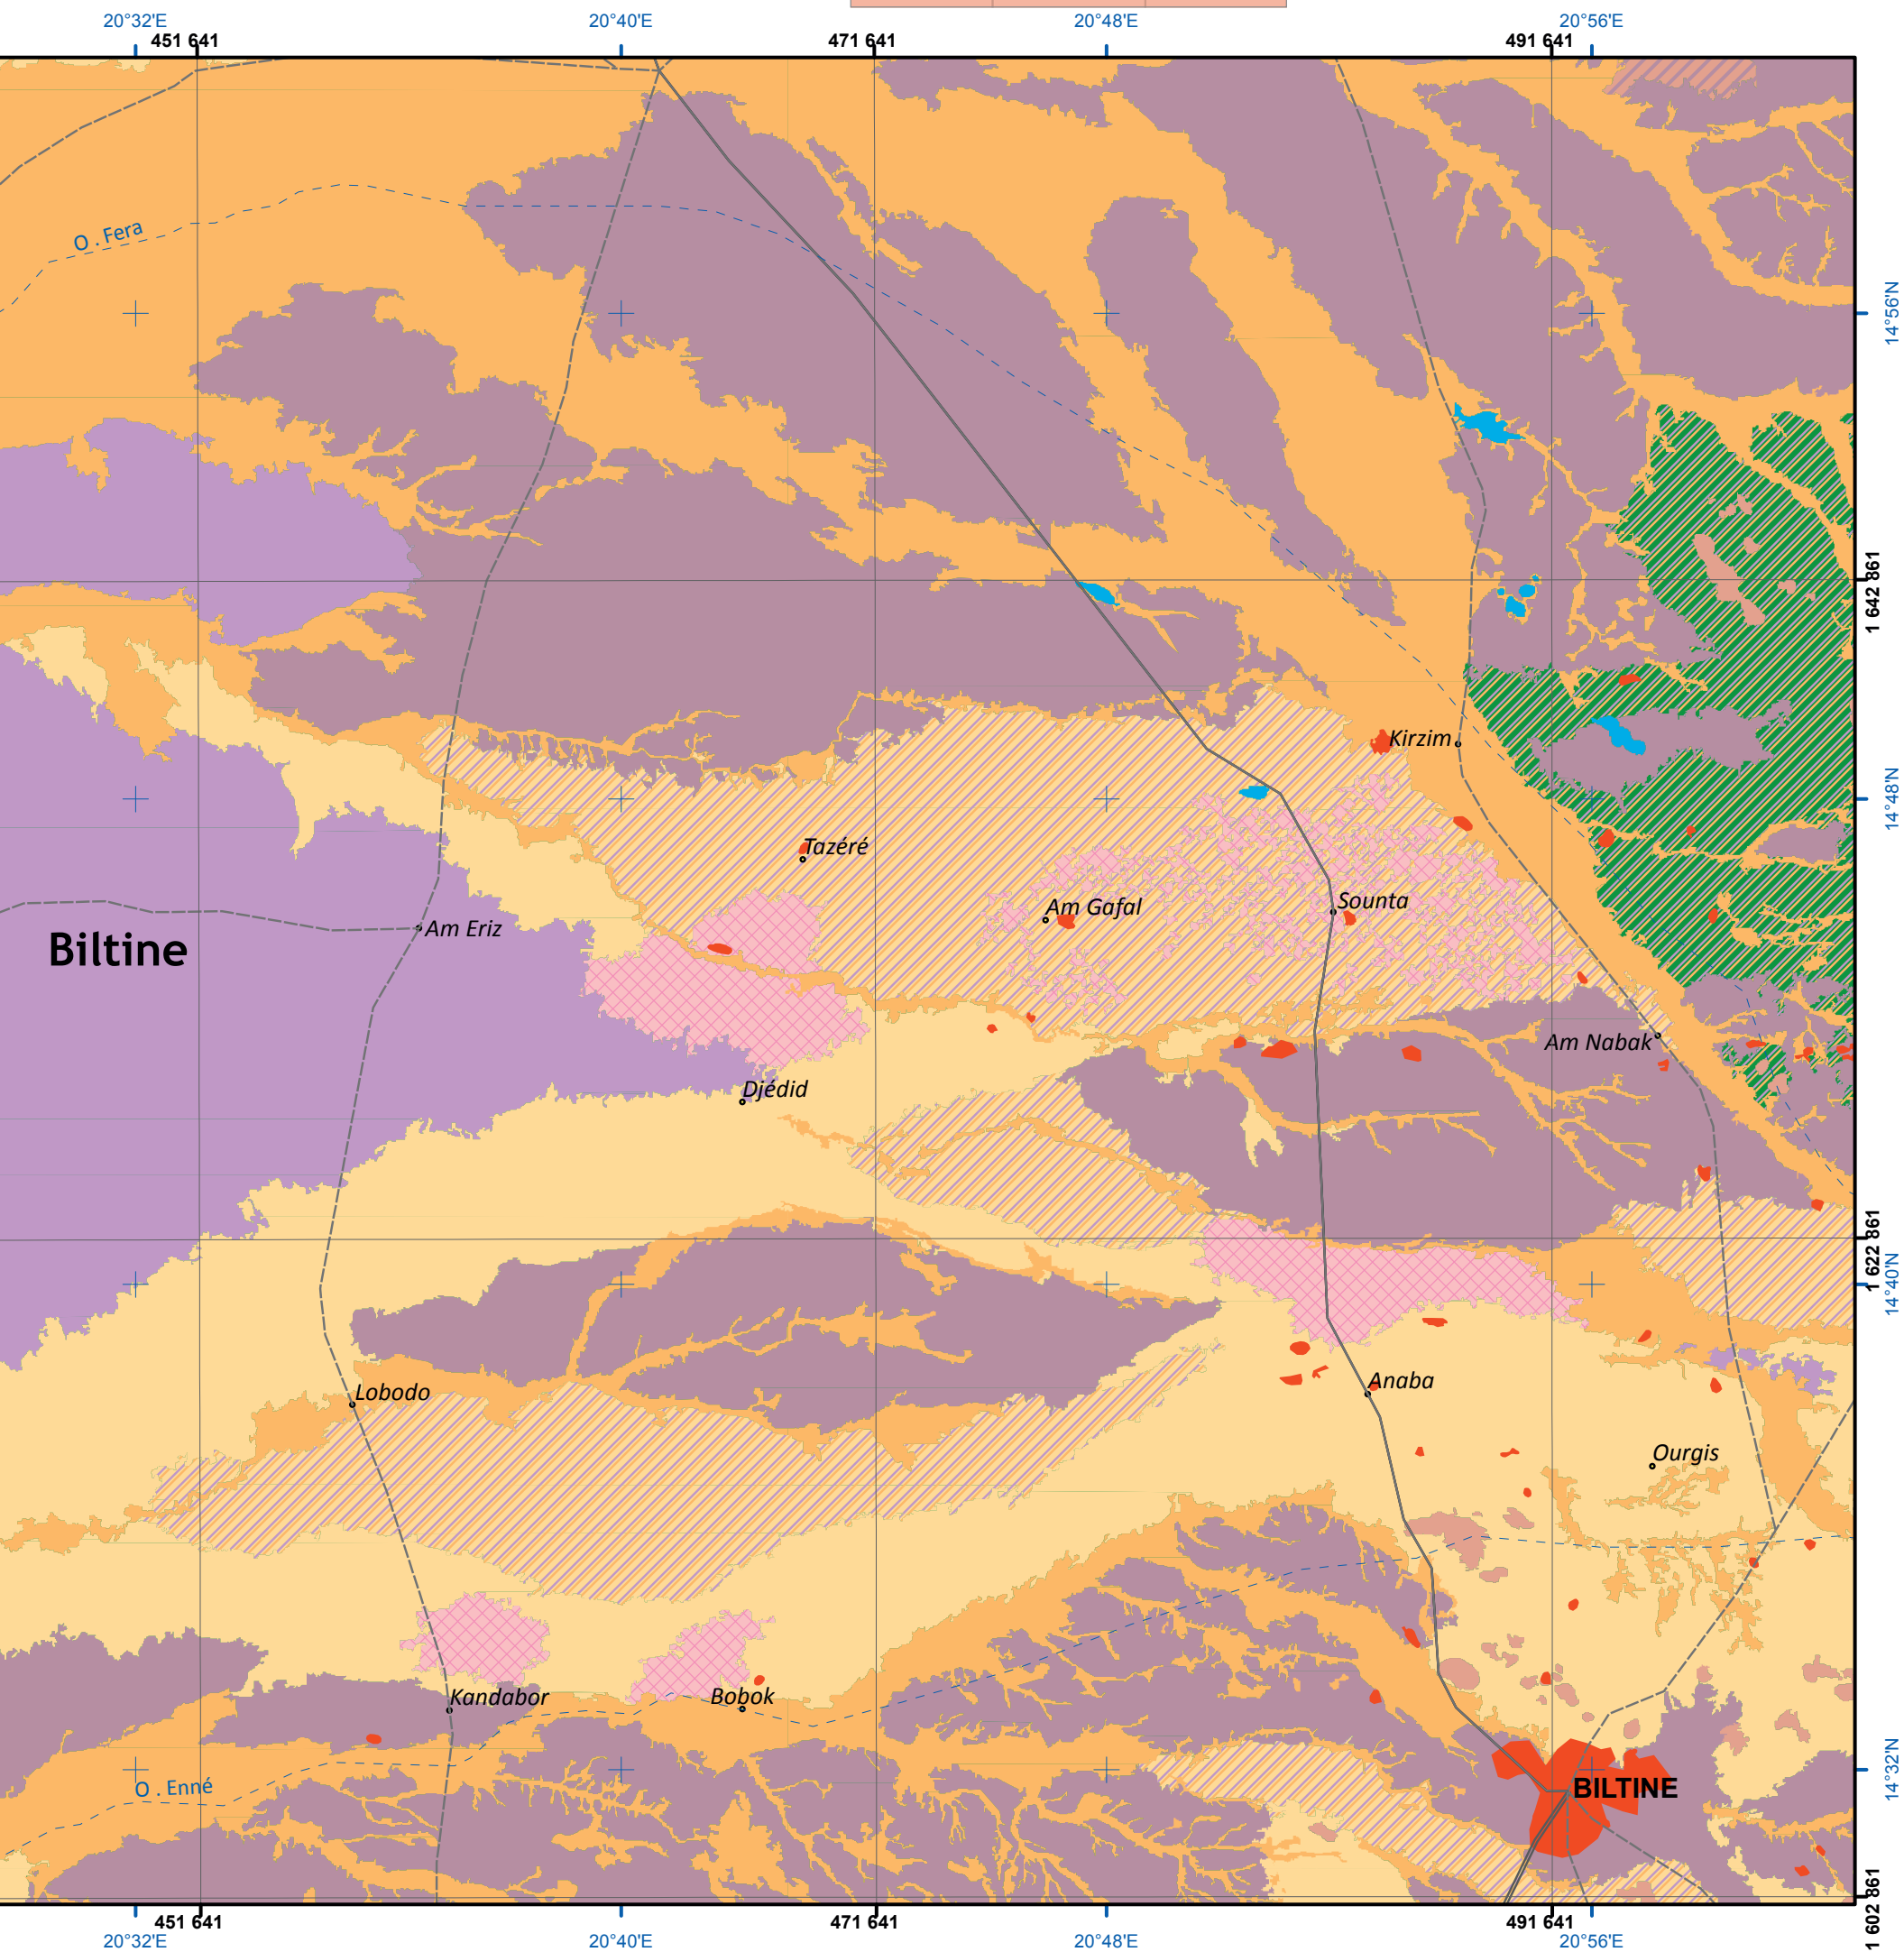 20°32'E 20°40'E 20°48'E 20°56'E
451 641 471 641 491 641
O . Fera
14°56'N
1 642 861
Kirzim
14°48'N
Tazéré
Am Gafal
Sounta
Am Eriz
Biltine
Am Nabak
Djédid
1 622 861
14°40'N
Anaba
Lobodo
Ourgis
Kandabor
Bobok
14°32'N
O . Enné
BILTINE
1 602 861
451 641 471 641 491 641
20°32'E 20°40'E 20°48'E 20°56'E